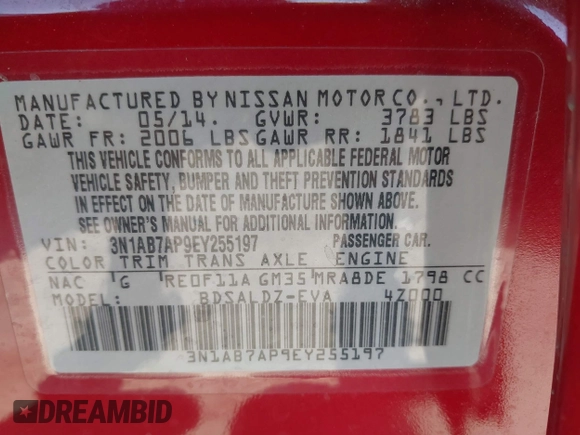 MANUFACTURED BY NISSAN MOTOR CO., LTD.
DATE: 05/14. GVWR: 3783 LBS
GAWR FR: 2006 LBS GAWR RR: 1841 LBS
THIS VEHICLE CONFORMS TO ALL APPLICABLE FEDERAL MOTOR
VEHICLE SAFETY, BUMPER AND THEFT PREVENTION STANDARDS
IN EFFECT ON THE DATE OF MANUFACTURE SHOWN ABOVE.
SEE OWNER'S MANUAL FOR ADDITIONAL INFORMATION.
VIN: 3N1AB7AP9EY255197 PASSENGER CAR.
COLOR TRIM TRANS AXLE ENGINE
NAC G RE0F11A GM35 MRA8DE 1798 CC
MODEL: BDSALDZ-EVA 4Z000
3N1AB7AP9EY255197
DREAMBID